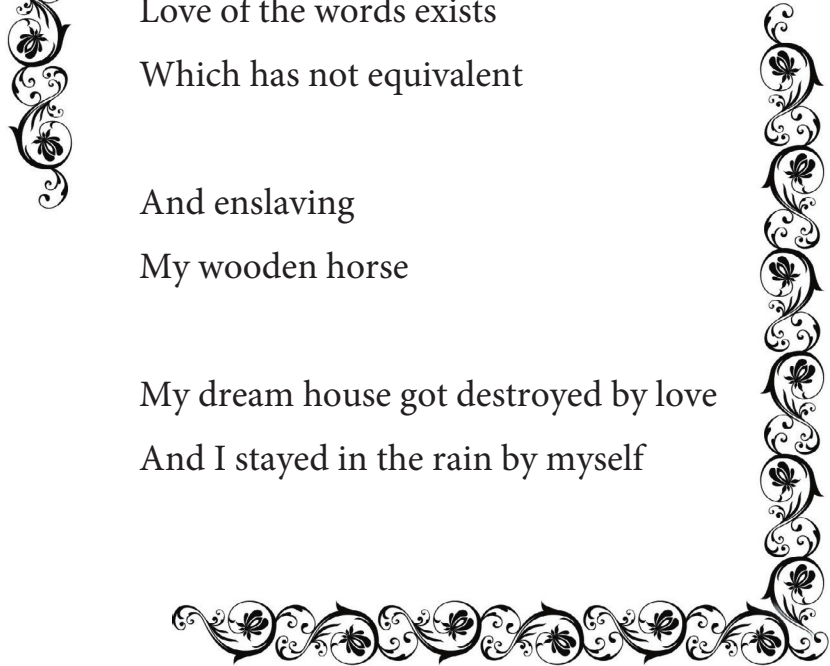 Love of the words exists
Which has not equivalent
And enslaving
My wooden horse
My dream house got destroyed by love
And I stayed in the rain by myself